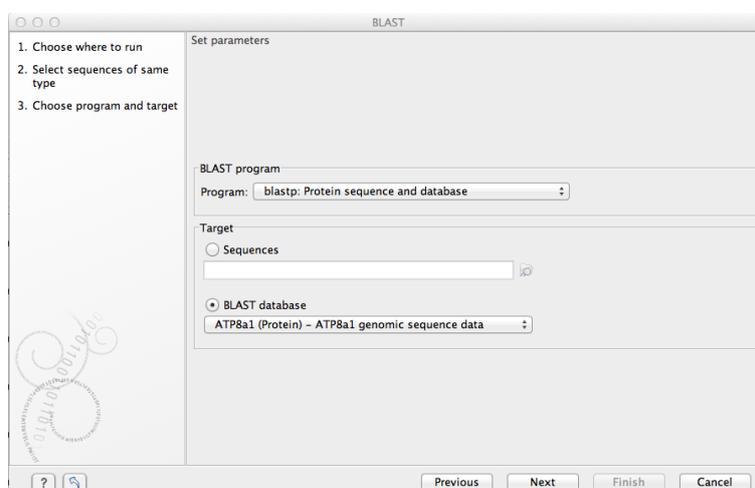 BLAST
1. Choose where to run
2. Select sequences of same
type
3. Choose program and target
Set parameters
BLAST program
Program: blastp: Protein sequence and database
Target
Sequences
BLAST database
ATP8a1 (Protein) – ATP8a1 genomic sequence data
?
Previous Next Finish Cancel